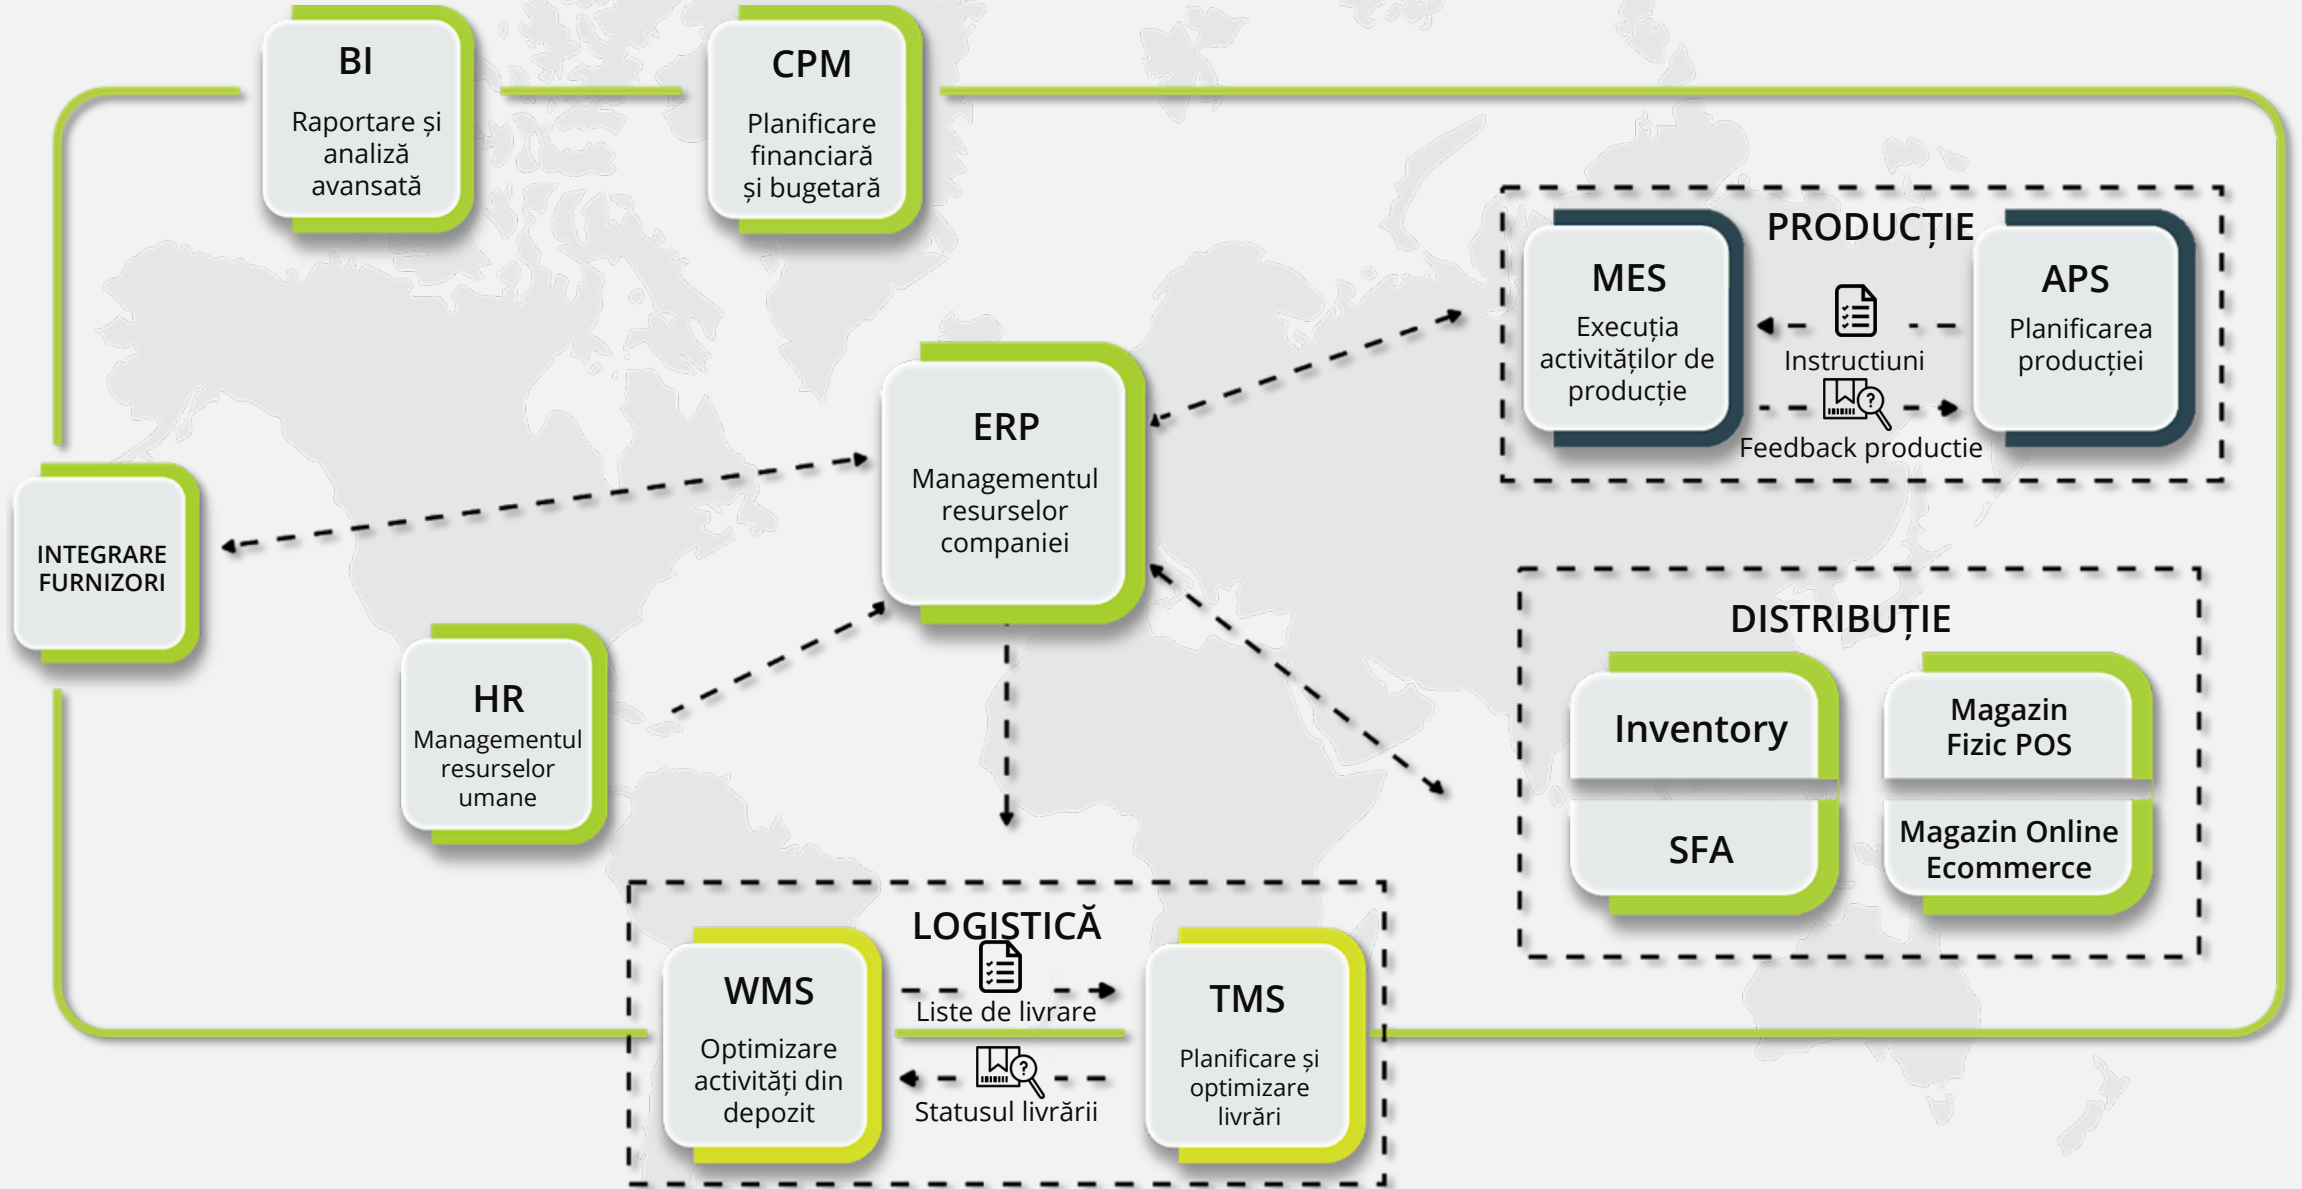 BI
Raportare și
analiză
avansată
CPM
Planificare
financiară
și bugetară
PRODUCȚIE
MES
Execuția
activităților de
producție
Instructiuni
Feedback productie
APS
Planificarea
producției
ERP
Managementul
resurselor
companiei
INTEGRARE
FURNIZORI
HR
Managementul
resurselor
umane
DISTRIBUȚIE
Inventory
SFA
Magazin
Fizic POS
Magazin Online
Ecommerce
LOGISTICĂ
WMS
Optimizare
activități din
depozit
Liste de livrare
Statusul livrării
TMS
Planificare și
optimizare
livrări